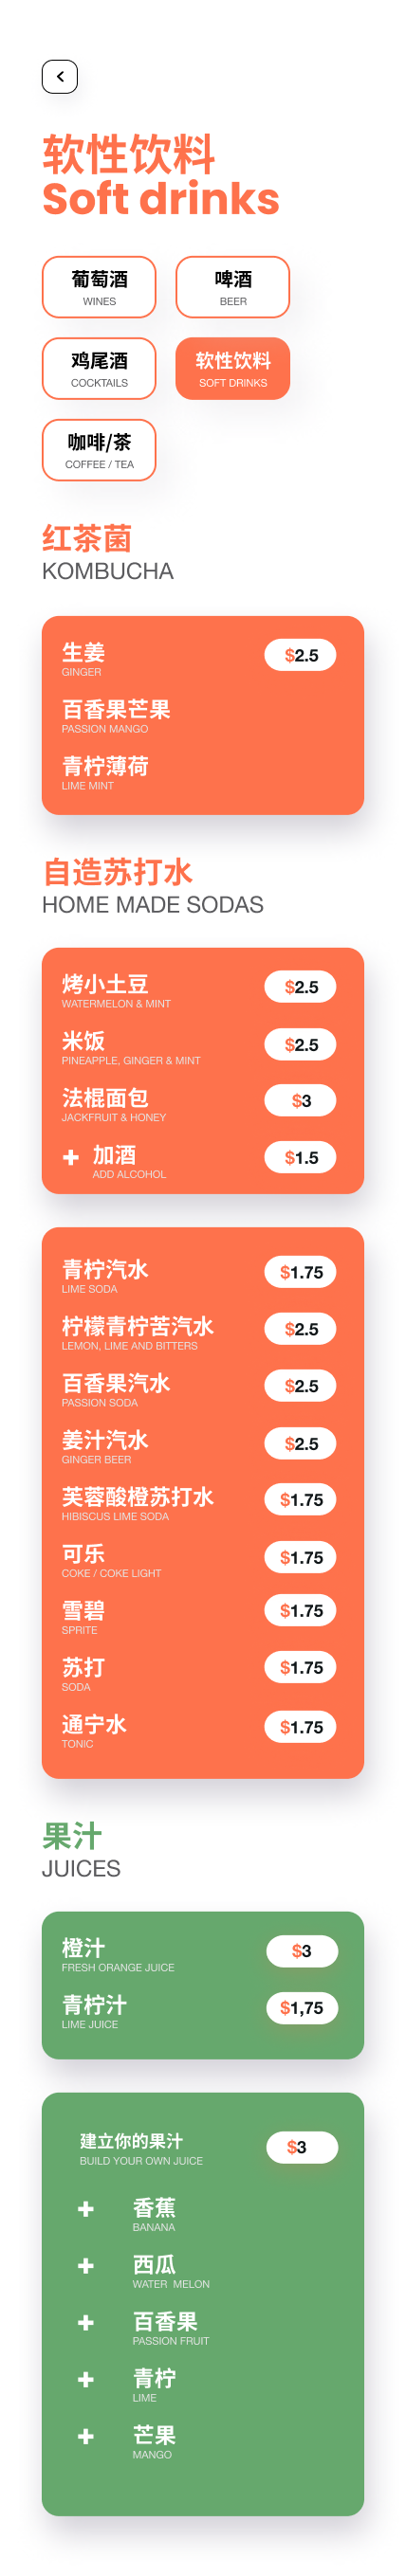 软性饮料
Soft drinks
葡萄酒
WINES
啤酒
BEER
鸡尾酒
COCKTAILS
软性饮料
SOFT DRINKS
咖啡/茶
COFFEE / TEA
红茶菌
KOMBUCHA
生姜
$2.5
GINGER
百香果芒果
PASSION MANGO
青柠薄荷
LIME MINT
自造苏打水
HOME MADE SODAS
烤小土豆
$2.5
WATERMELON & MINT
米饭
$2.5
PINEAPPLE, GINGER & MINT
法棍面包
$3
JACKFRUIT & HONEY
+ 加酒
$1.5
ADD ALCOHOL
青柠汽水
$1.75
LIME SODA
柠檬青柠苦汽水
$2.5
LEMON, LIME AND BITTERS
百香果汽水
$2.5
PASSION SODA
姜汁汽水
$2.5
GINGER BEER
芙蓉酸橙苏打水
$1.75
HIBISCUS LIME SODA
可乐
$1.75
COKE / COKE LIGHT
雪碧
$1.75
SPRITE
苏打
$1.75
SODA
通宁水
$1.75
TONIC
果汁
JUICES
橙汁
$3
FRESH ORANGE JUICE
青柠汁
$1,75
LIME JUICE
建立你的果汁
$3
BUILD YOUR OWN JUICE
+ 香蕉
BANANA
+ 西瓜
WATER MELON
+ 百香果
PASSION FRUIT
+ 青柠
LIME
+ 芒果
MANGO